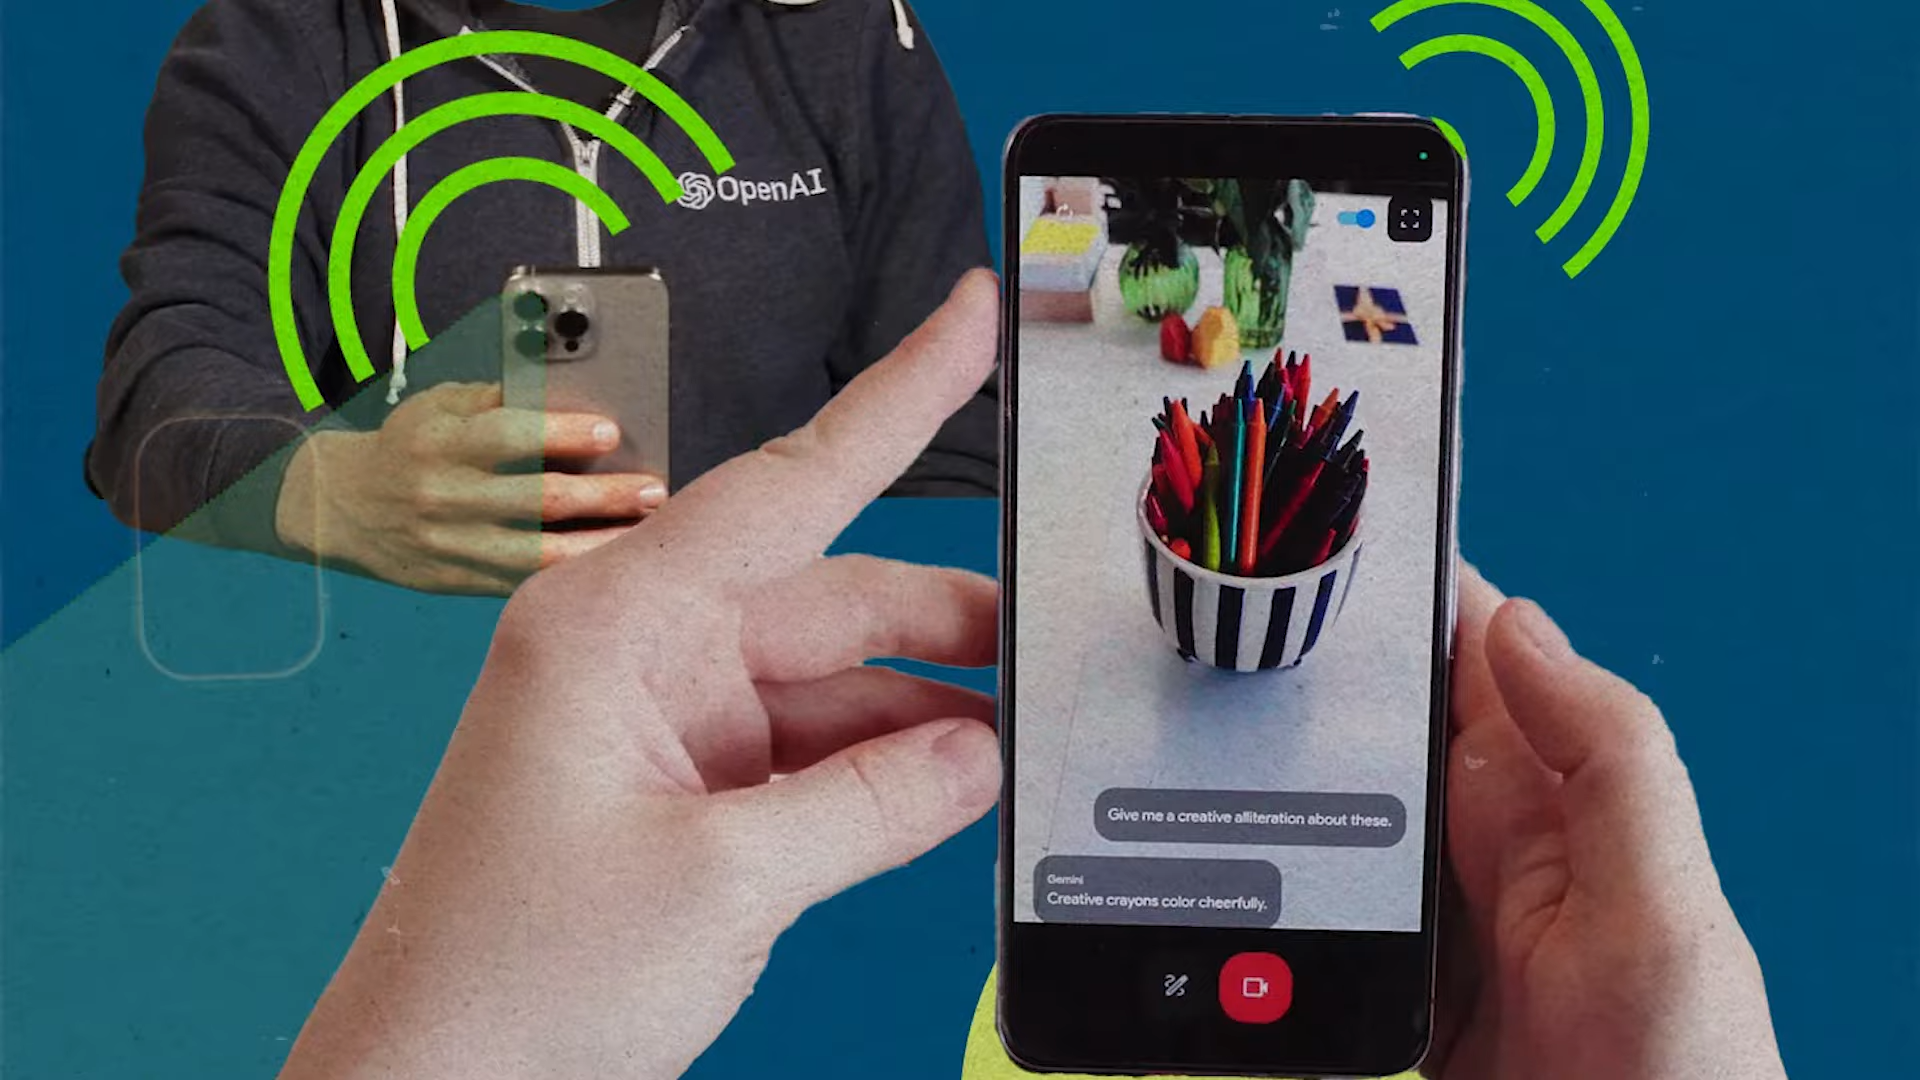 OpenAI
Give me a creative alliteration about these.
Gemini
Creative crayons color cheerfully.